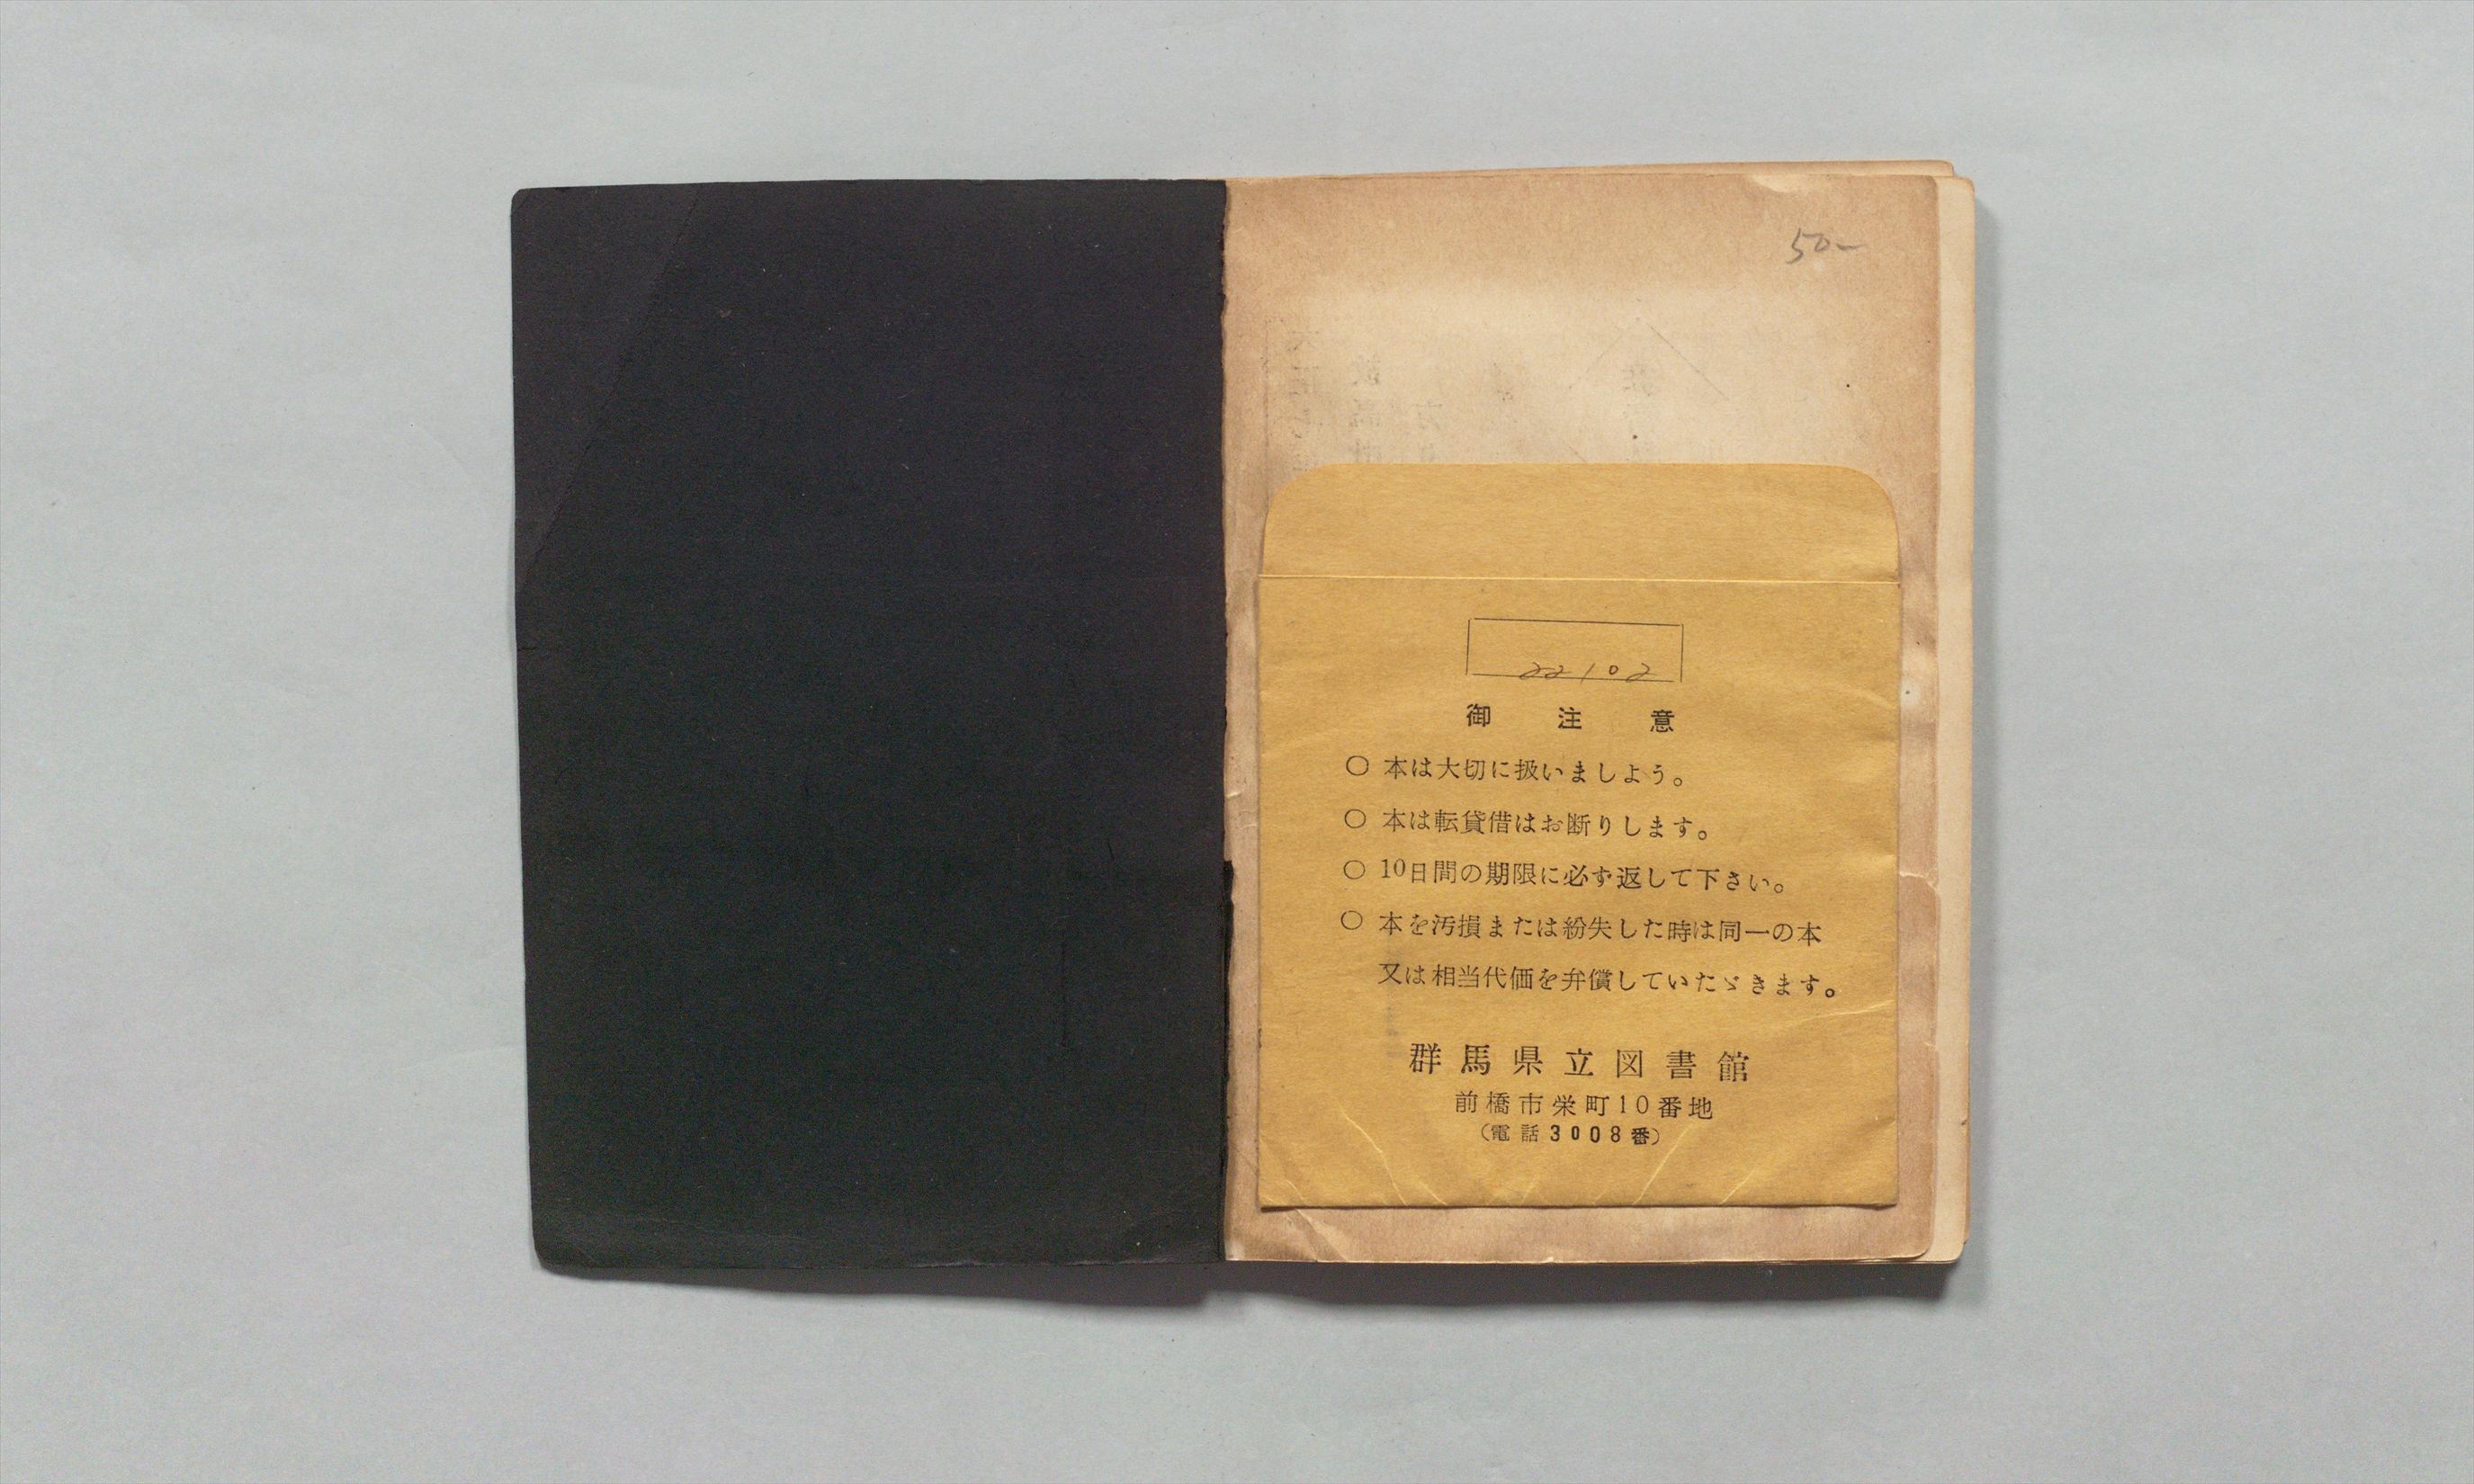 50-
22102
御注意
○ 本は大切に扱いましよう。
○ 本は転貸借はお断りします。
○ 10日間の期限に必ず返して下さい。
○ 本を汚損または紛失した時は同一の本
又は相当代価を弁償していたゞきます。
群馬県立図書館
前橋市栄町10番地
(電話3008番)